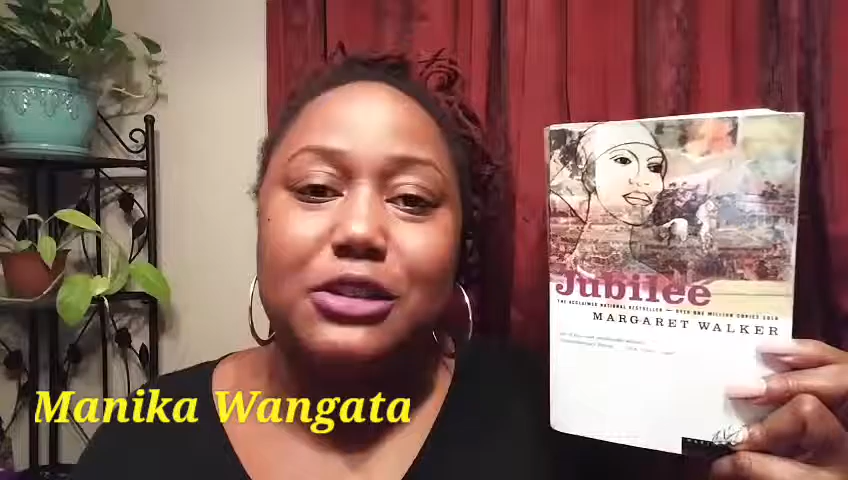 Jubilee
THE ACCLAIMED NATIONAL BESTSELLER — OVER ONE MILLION COPIES SOLD
MARGARET WALKER
Manika Wangata